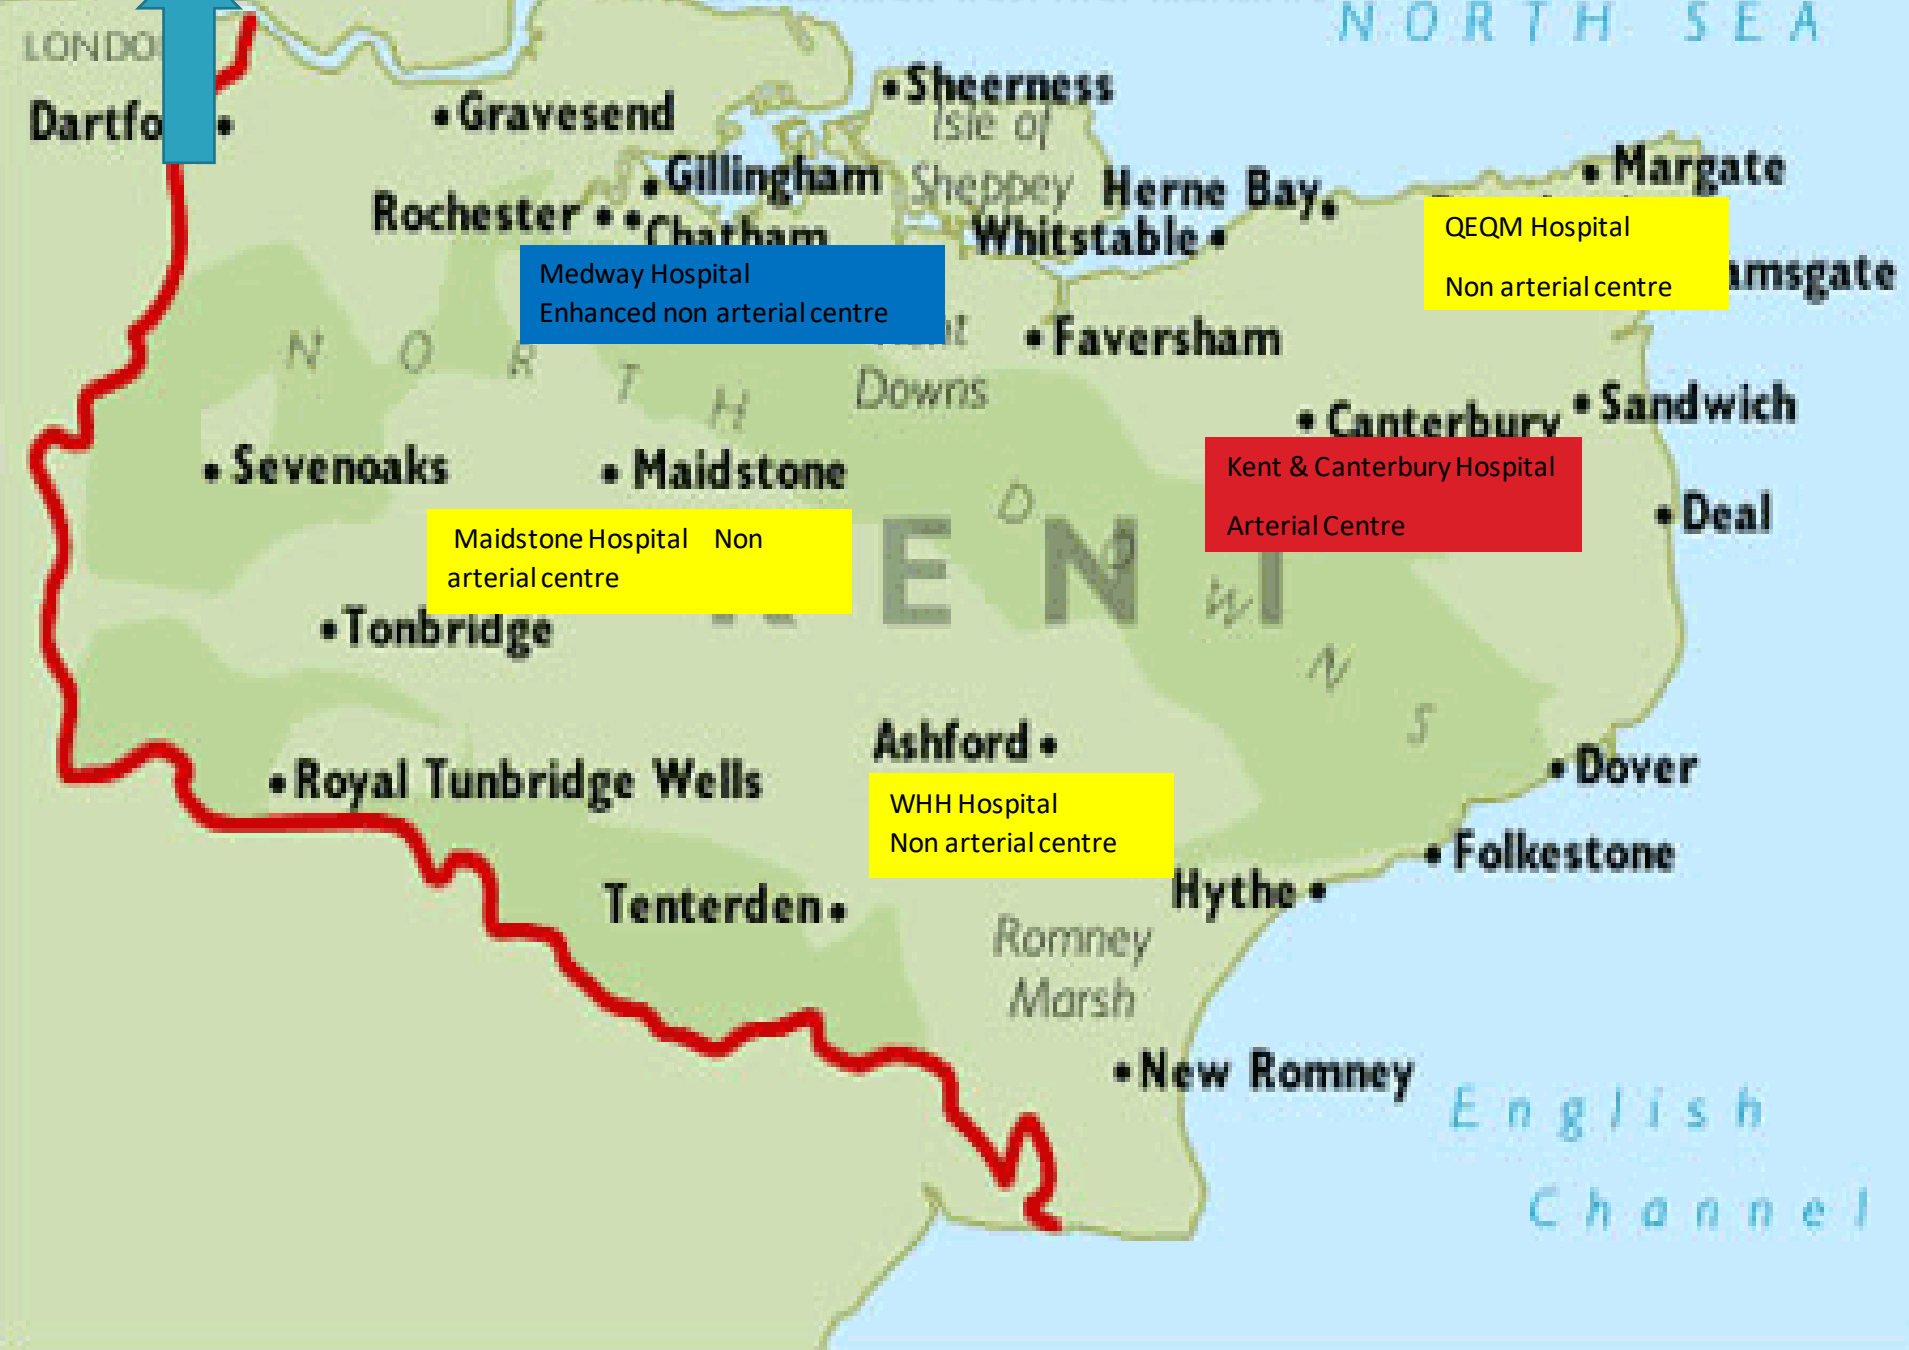 NORTH SEA
LONDO
Sheerness
Dartfo
Gravesend
Isle of
Sheppey
Gillingham
Margate
Herne Bay
Rochester
Chatham
Whitstable
QEQM Hospital
Non arterial centre
amsgate
Medway Hospital
Enhanced non arterial centre
Faversham
NORTH
Downs
Sandwich
Canterbury
Sevenoaks
Maidstone
Kent & Canterbury Hospital
Arterial Centre
Deal
DOWNS
Maidstone Hospital Non
arterial centre
KENT
Tonbridge
Ashford
Dover
Royal Tunbridge Wells
WHH Hospital
Non arterial centre
Folkestone
Hythe
Tenterden
Romney
Marsh
New Romney
English
Channel